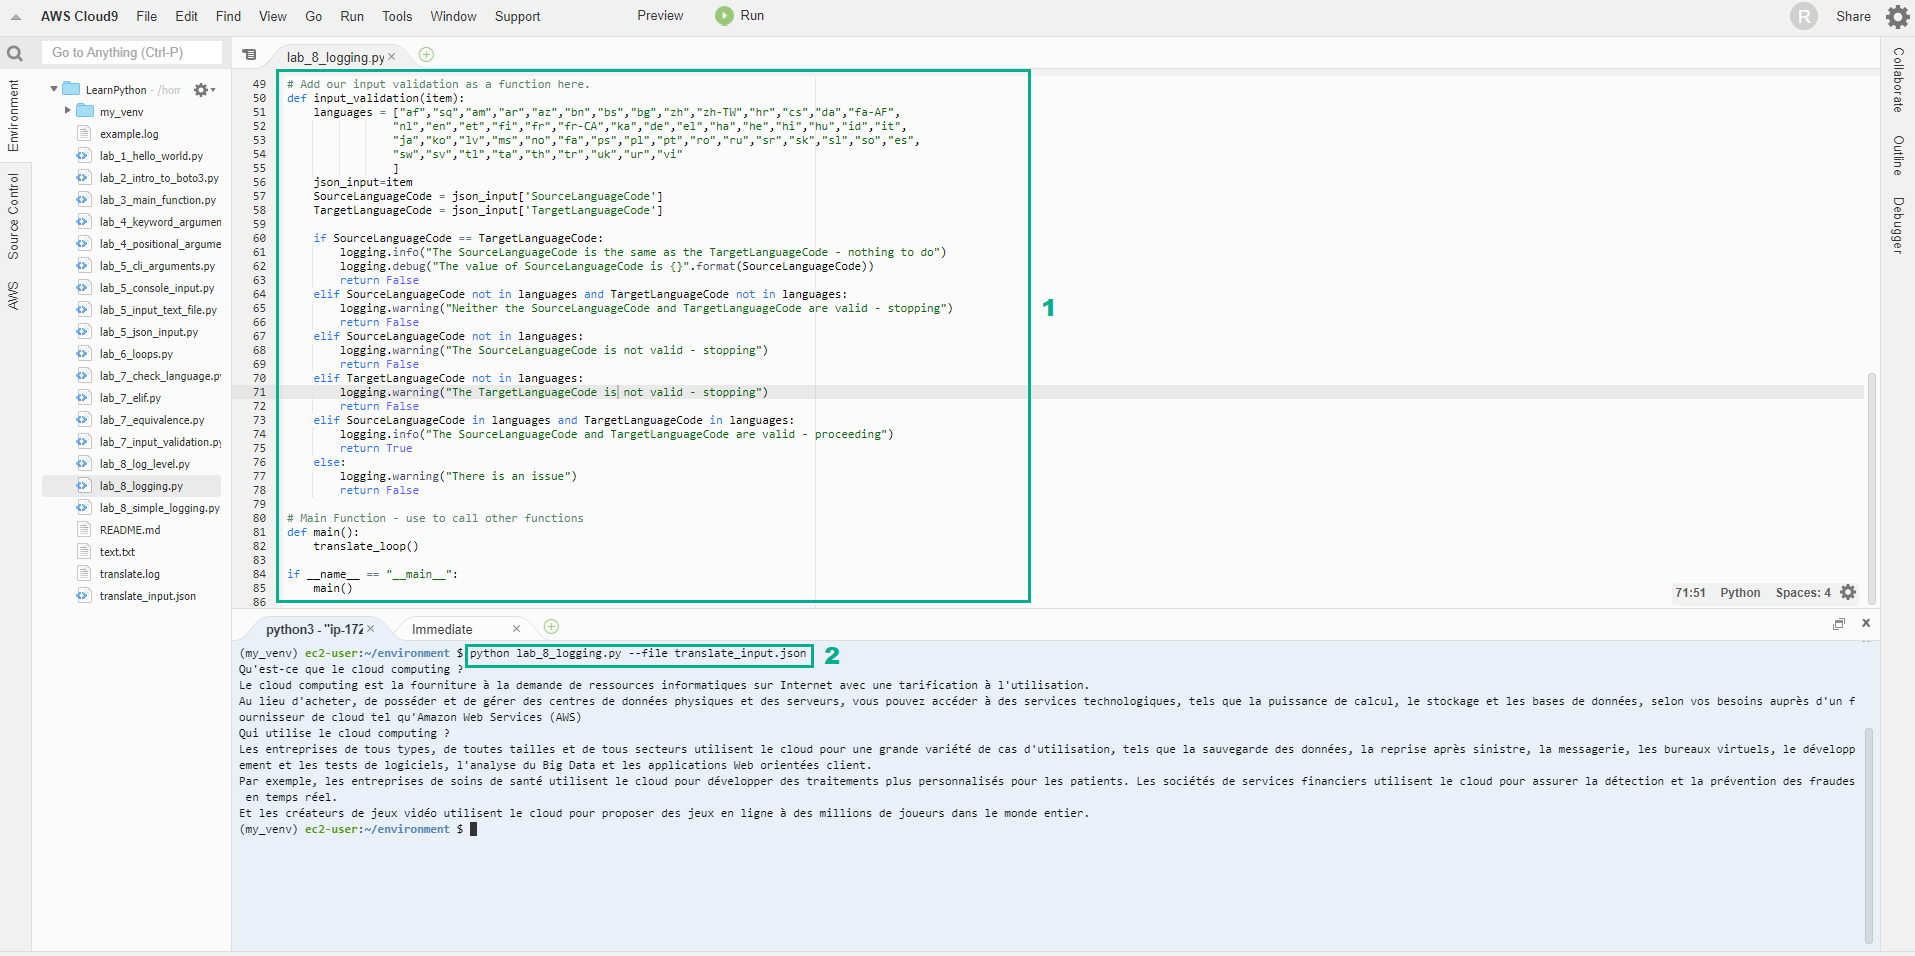 AWS Cloud9 File Edit Find View Go Run Tools Window Support Preview Run R Share
Go to Anything (Ctrl-P)
lab_8_logging.py
Environment
Source Control
AWS
LearnPython - /hom
my_venv
example.log
lab_1_hello_world.py
lab_2_intro_to_boto3.py
lab_3_main_function.py
lab_4_keyword_argumen
lab_4_positional_argume
lab_5_cli_arguments.py
lab_5_console_input.py
lab_5_input_text_file.py
lab_5_json_input.py
lab_6_loops.py
lab_7_check_language.py
lab_7_elif.py
lab_7_equivalence.py
lab_7_input_validation.py
lab_8_log_level.py
lab_8_logging.py
lab_8_simple_logging.py
README.md
text.txt
translate.log
translate_input.json
49 # Add our input validation as a function here.
50 def input_validation(item):
51 languages = ["af","sq","am","ar","az","bn","bs","bg","zh","zh-TW","hr","cs","da","fa-AF",
52 "nl","en","et","fi","fr","fr-CA","ka","de","el","ha","he","hi","hu","id","it",
53 "ja","ko","lv","ms","no","fa","ps","pl","pt","ro","ru","sr","sk","sl","so","es",
54 "sw","sv","tl","ta","th","tr","uk","ur","vi"
55 ]
56 json_input=item
57 SourceLanguageCode = json_input['SourceLanguageCode']
58 TargetLanguageCode = json_input['TargetLanguageCode']
59
60 if SourceLanguageCode == TargetLanguageCode:
61 logging.info("The SourceLanguageCode is the same as the TargetLanguageCode - nothing to do")
62 logging.debug("The value of SourceLanguageCode is {}".format(SourceLanguageCode))
63 return False
64 elif SourceLanguageCode not in languages and TargetLanguageCode not in languages:
65 logging.warning("Neither the SourceLanguageCode and TargetLanguageCode are valid - stopping")
66 return False
67 elif SourceLanguageCode not in languages:
68 logging.warning("The SourceLanguageCode is not valid - stopping")
69 return False
70 elif TargetLanguageCode not in languages:
71 logging.warning("The TargetLanguageCode is not valid - stopping")
72 return False
73 elif SourceLanguageCode in languages and TargetLanguageCode in languages:
74 logging.info("The SourceLanguageCode and TargetLanguageCode are valid - proceeding")
75 return True
76 else:
77 logging.warning("There is an issue")
78 return False
79
80 # Main Function - use to call other functions
81 def main():
82 translate_loop()
83
84 if __name__ == "__main__":
85 main()
86
1
71:51 Python Spaces: 4
Collaborate
Outline
Debugger
python3 - "ip-172 Immediate
(my_venv) ec2-user:~/environment $ python lab_8_logging.py --file translate_input.json
2
Qu'est-ce que le cloud computing ?
Le cloud computing est la fourniture à la demande de ressources informatiques sur Internet avec une tarification à l'utilisation.
Au lieu d'acheter, de posséder et de gérer des centres de données physiques et des serveurs, vous pouvez accéder à des services technologiques, tels que la puissance de calcul, le stockage et les bases de données, selon vos besoins auprès d'un f
ournisseur de cloud tel qu'Amazon Web Services (AWS)
Qui utilise le cloud computing ?
Les entreprises de tous types, de toutes tailles et de tous secteurs utilisent le cloud pour une grande variété de cas d'utilisation, tels que la sauvegarde des données, la reprise après sinistre, la messagerie, les bureaux virtuels, le développ
ement et les tests de logiciels, l'analyse du Big Data et les applications Web orientées client.
Par exemple, les entreprises de soins de santé utilisent le cloud pour développer des traitements plus personnalisés pour les patients. Les sociétés de services financiers utilisent le cloud pour assurer la détection et la prévention des fraudes
en temps réel.
Et les créateurs de jeux vidéo utilisent le cloud pour proposer des jeux en ligne à des millions de joueurs dans le monde entier.
(my_venv) ec2-user:~/environment $